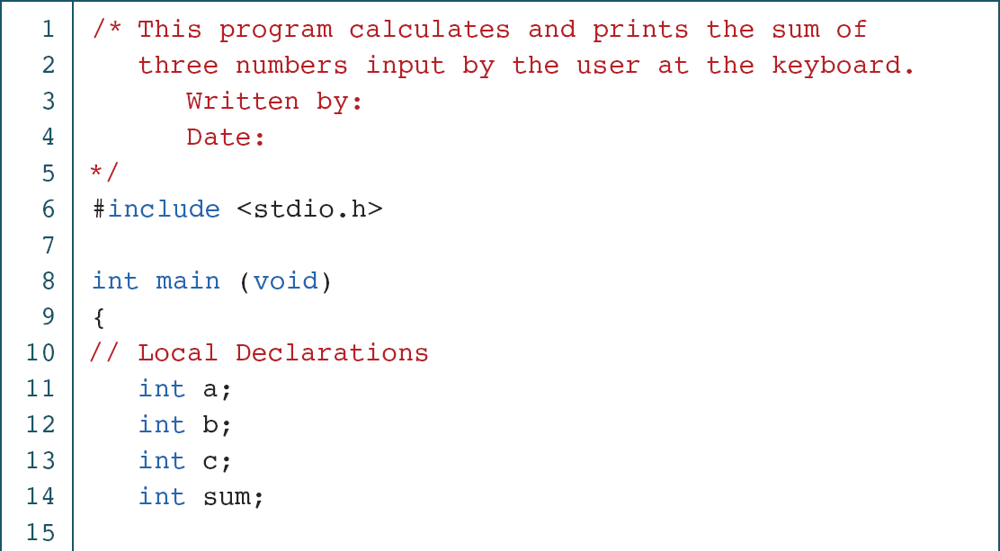 1 /* This program calculates and prints the sum of
2 three numbers input by the user at the keyboard.
3 Written by:
4 Date:
5 */
6 #include <stdio.h>
7
8 int main (void)
9 {
10 // Local Declarations
11 int a;
12 int b;
13 int c;
14 int sum;
15